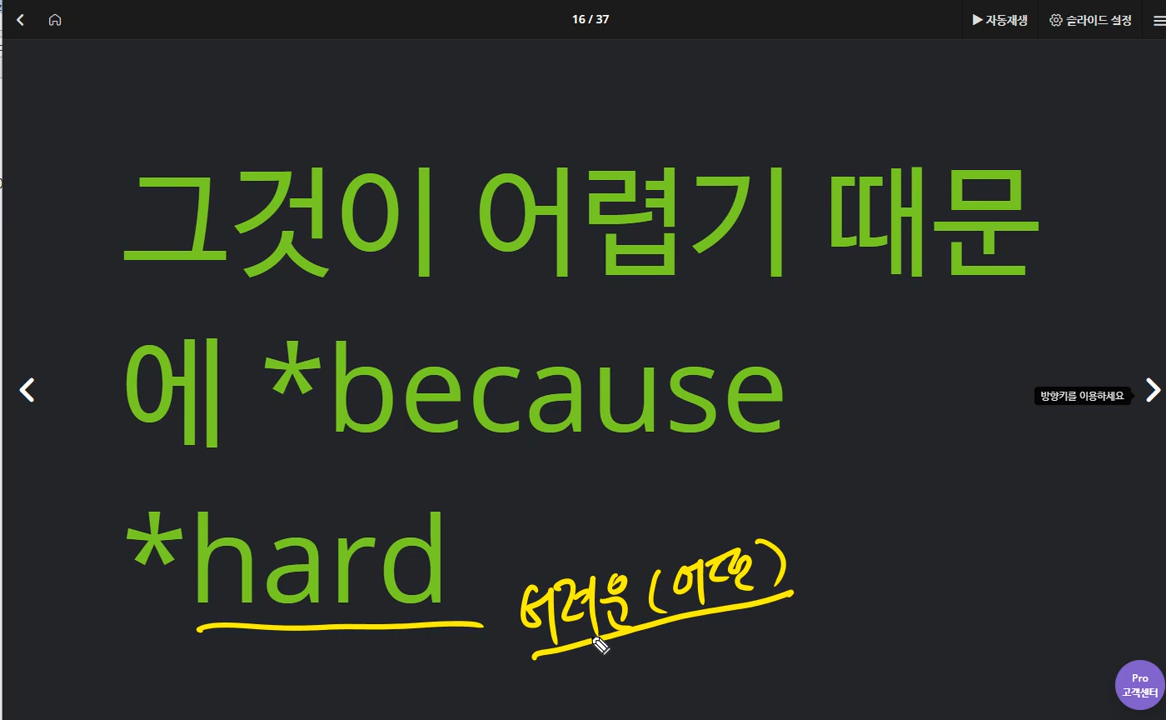 16 / 37
▶ 자동재생
슬라이드 설정
그것이 어렵기 때문
에 *because
방향키를 이용하세요
*hard
어려운 (
Pro
고객센터